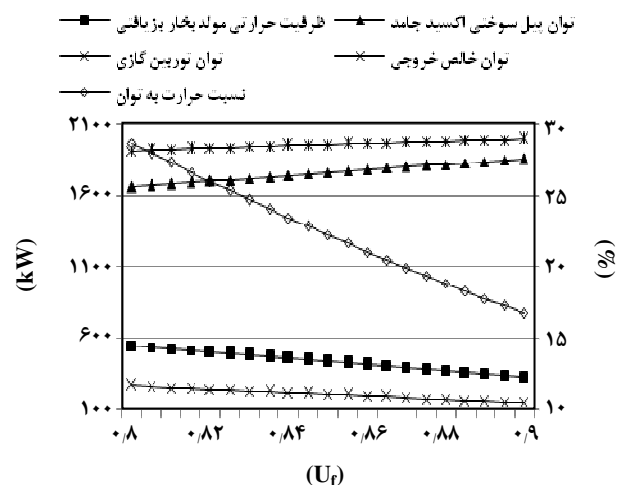 ظرفیت حرارتی مولد بخار بازیافتی
توان پیل سوختی اکسید جامد
توان توربین گازی
توان خالص خروجی
نسبت حرارت به توان
۲۱۰۰
۱۶۰۰
۱۱۰۰
۶۰۰
۱۰۰
(kW)
۳۰
۲۵
۲۰
۱۵
۱۰
(%)
۰٫۸ ۰٫۸۲ ۰٫۸۴ ۰٫۸۶ ۰٫۸۸ ۰٫۹
(U_f)